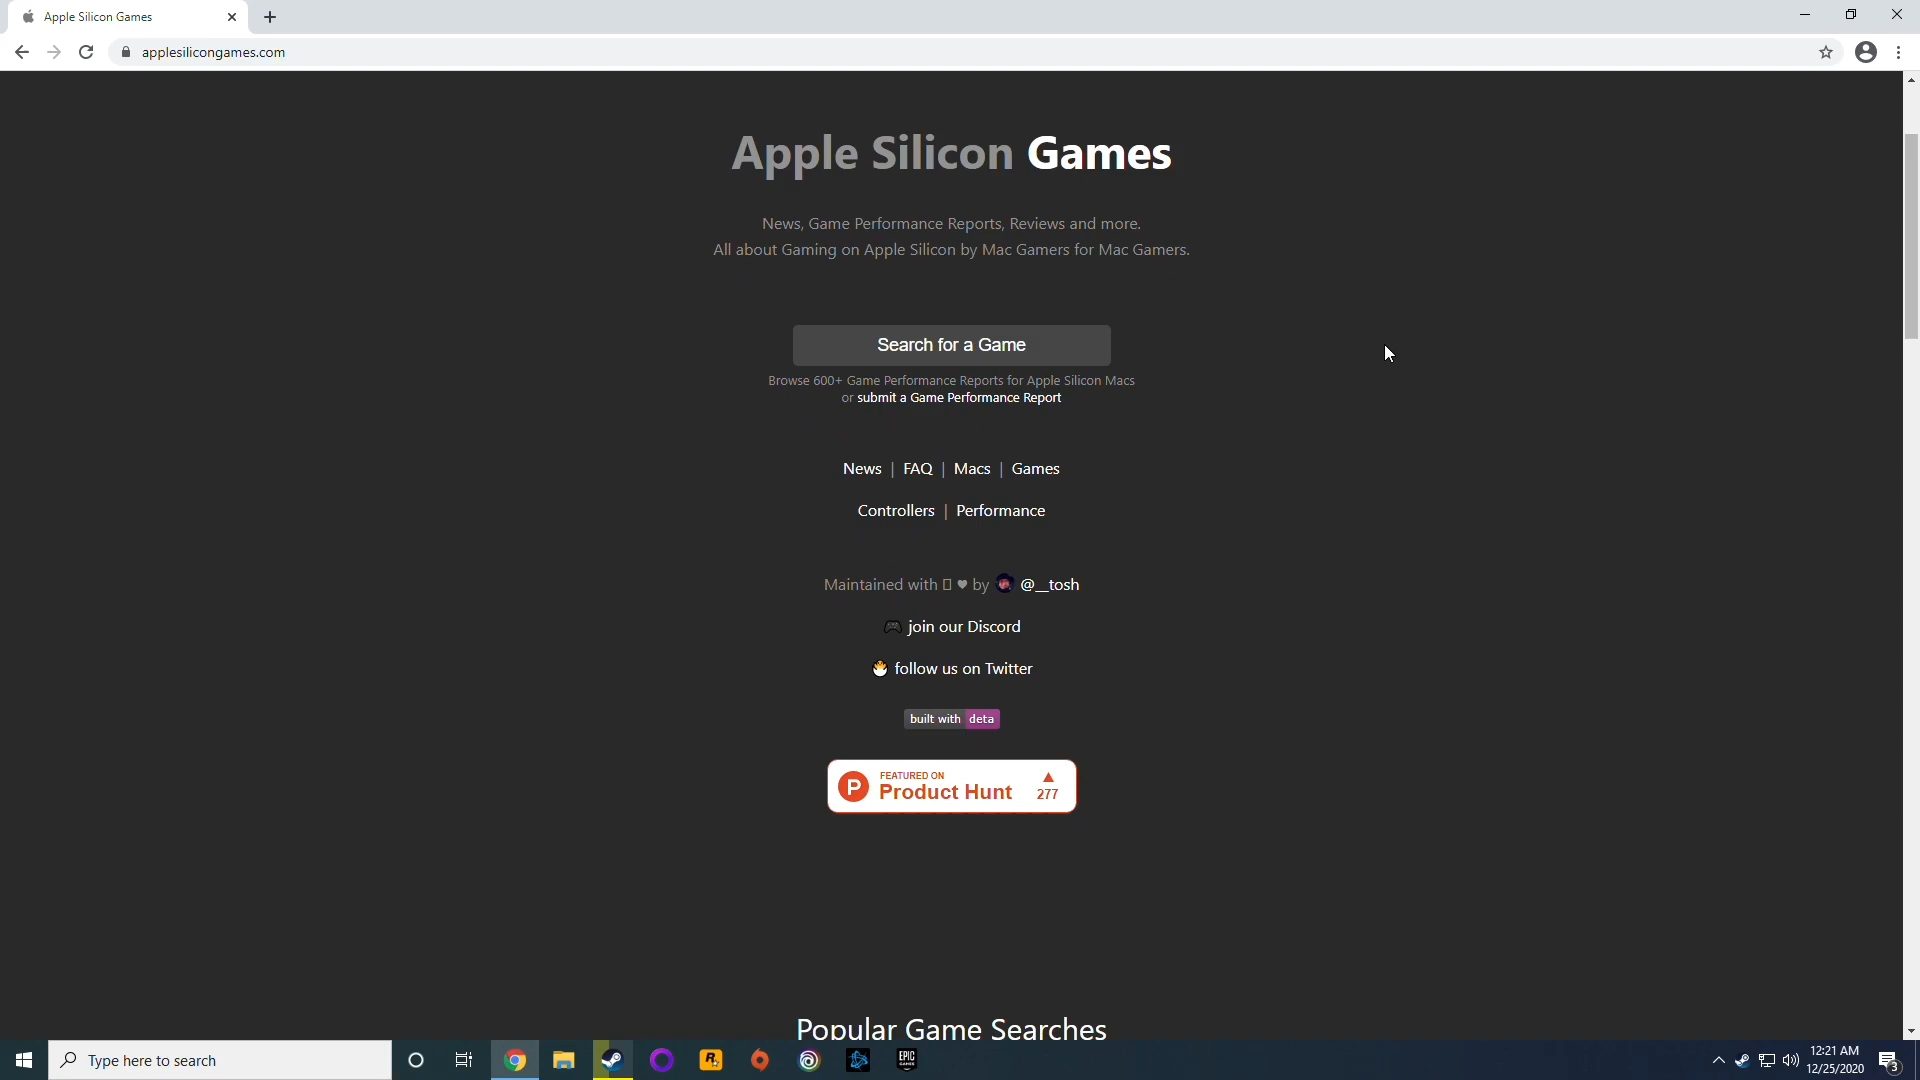 Apple Silicon Games
applesilicongames.com
Apple Silicon Games
News, Game Performance Reports, Reviews and more.
All about Gaming on Apple Silicon by Mac Gamers for Mac Gamers.
Search for a Game
Browse 600+ Game Performance Reports for Apple Silicon Macs
or submit a Game Performance Report
News | FAQ | Macs | Games
Controllers | Performance
Maintained with ▯ ♥ by @__tosh
🎮 join our Discord
🐣 follow us on Twitter
built with deta
P FEATURED ON
Product Hunt ▲ 277
Popular Game Searches
Type here to search
R
EPIC
GAMES
12:21 AM
12/25/2020
3